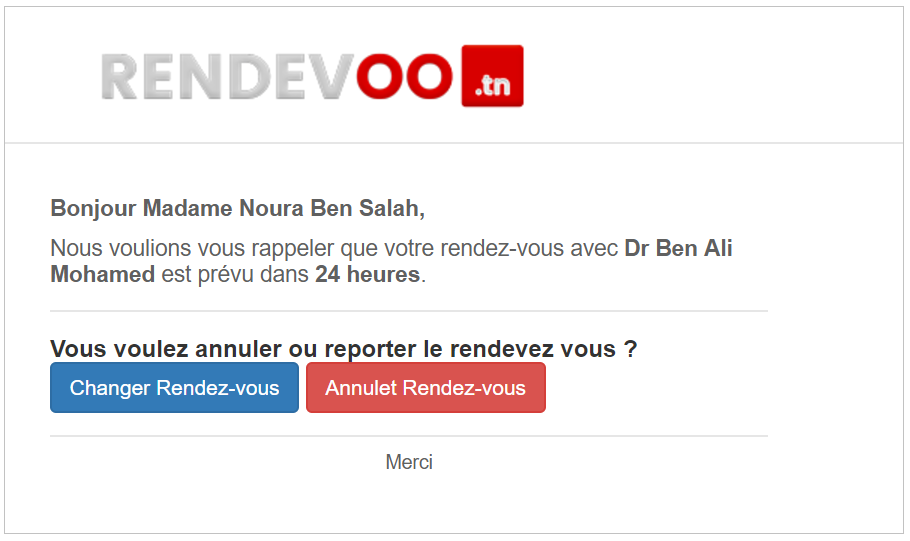 RENDEVOO .tn
Bonjour Madame Noura Ben Salah,
Nous voulions vous rappeler que votre rendez-vous avec Dr Ben Ali
Mohamed est prévu dans 24 heures.
Vous voulez annuler ou reporter le rendevez vous ?
Changer Rendez-vous Annulet Rendez-vous
Merci